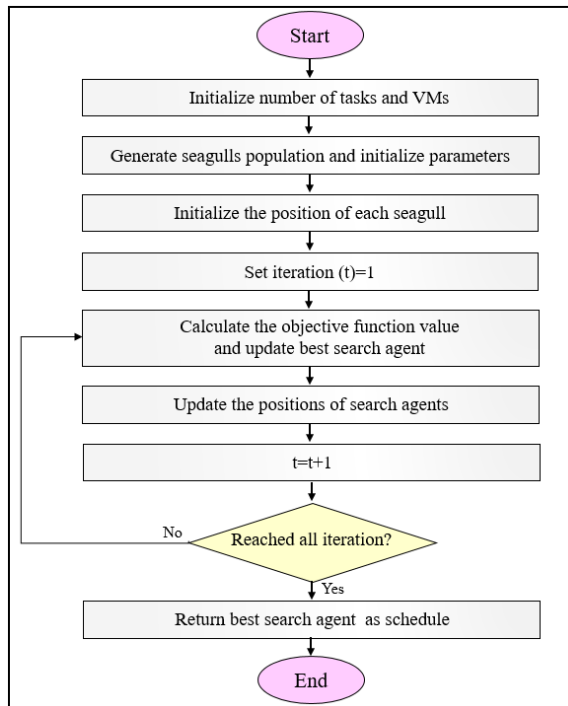 Start
Initialize number of tasks and VMs
Generate seagulls population and initialize parameters
Initialize the position of each seagull
Set iteration (t)=1
Calculate the objective function value
and update best search agent
Update the positions of search agents
t=t+1
No
Reached all iteration?
Yes
Return best search agent as schedule
End